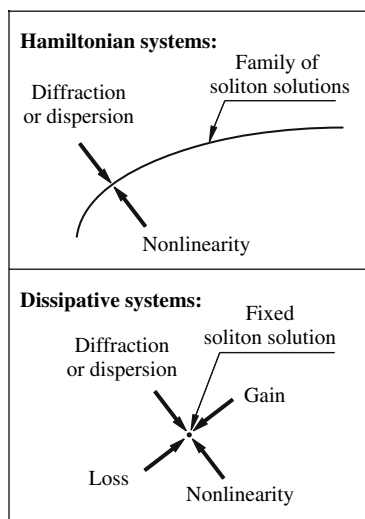 Hamiltonian systems:
Family of
soliton solutions
Diffraction
or dispersion
Nonlinearity
Dissipative systems:
Fixed
soliton solution
Diffraction
or dispersion
Gain
Loss
Nonlinearity